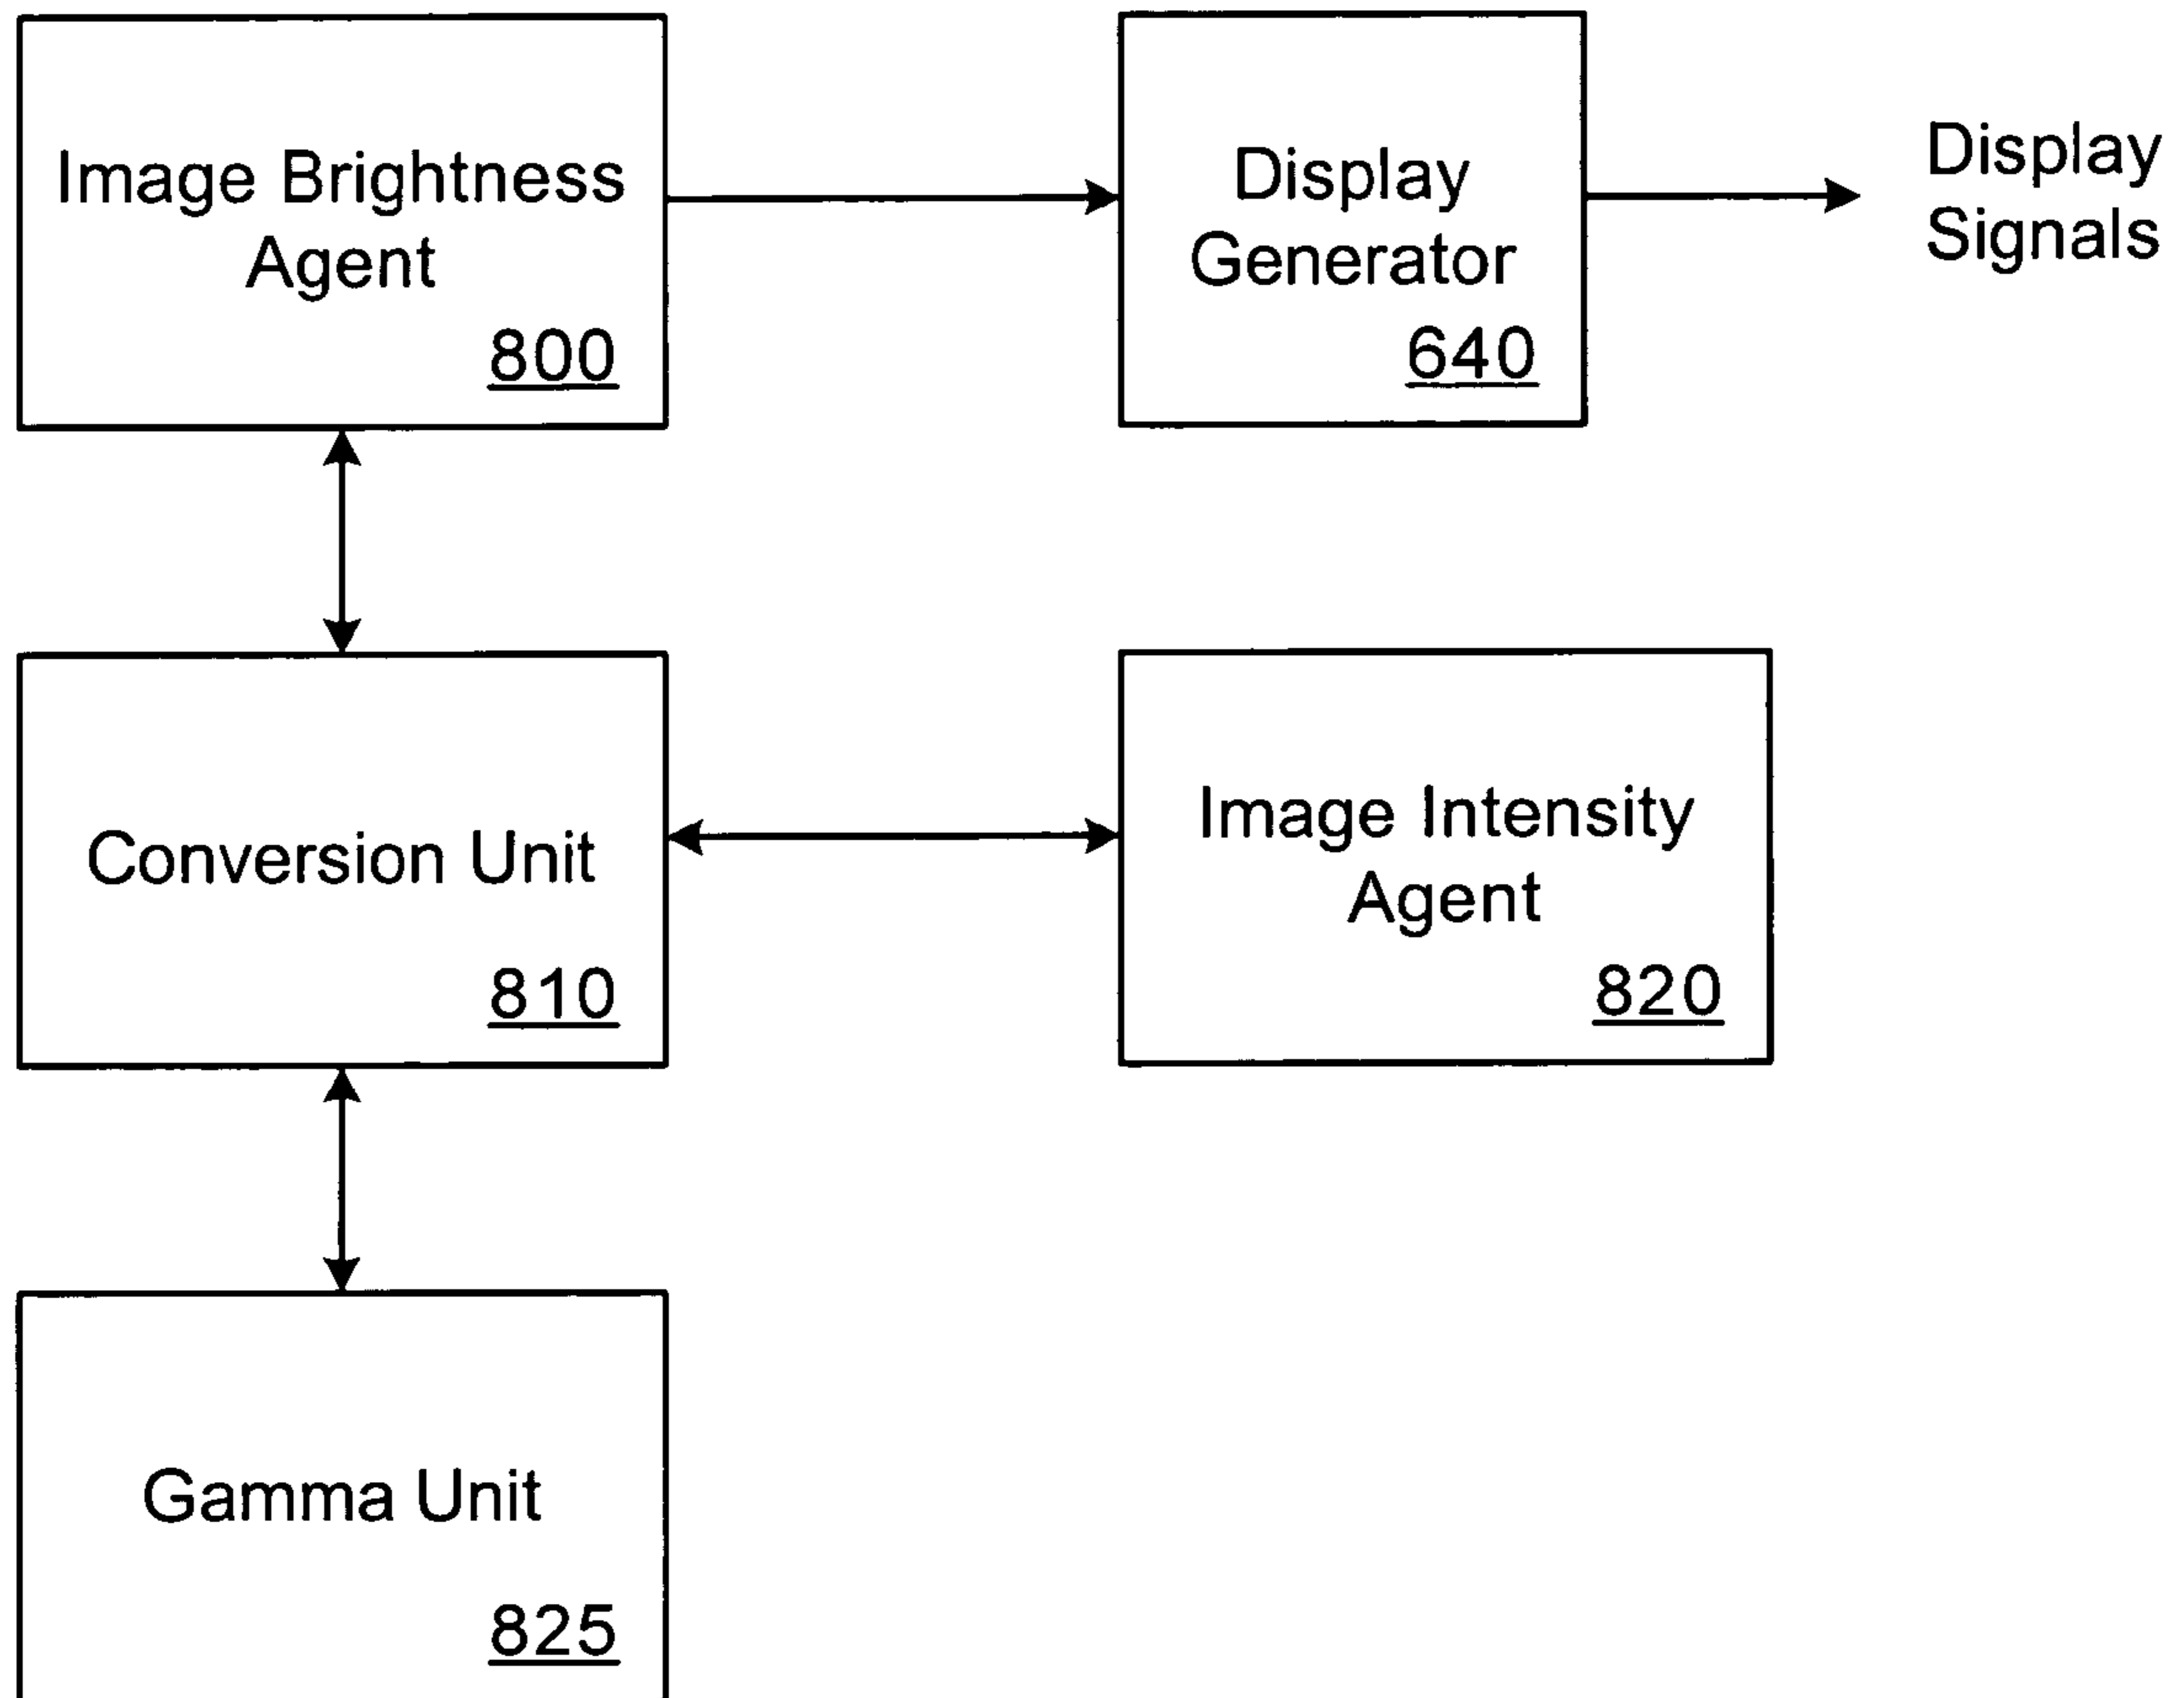 Image Brightness
Agent
800
Display
Generator
640
Display
Signals
Conversion Unit
810
Image Intensity
Agent
820
Gamma Unit
825